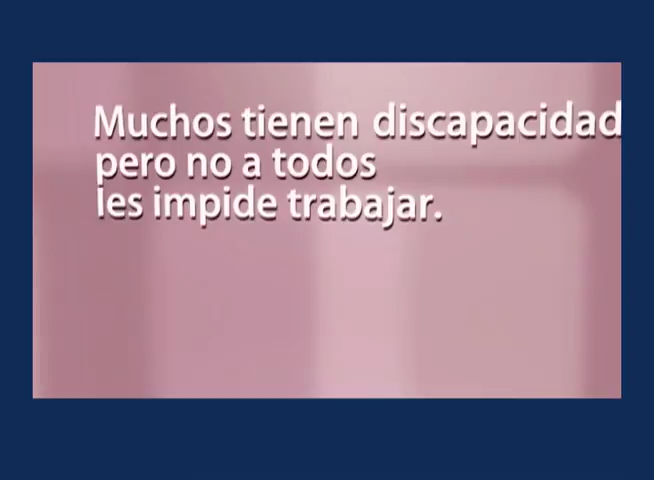 Muchos tienen discapacidad
pero no a todos
les impide trabajar.